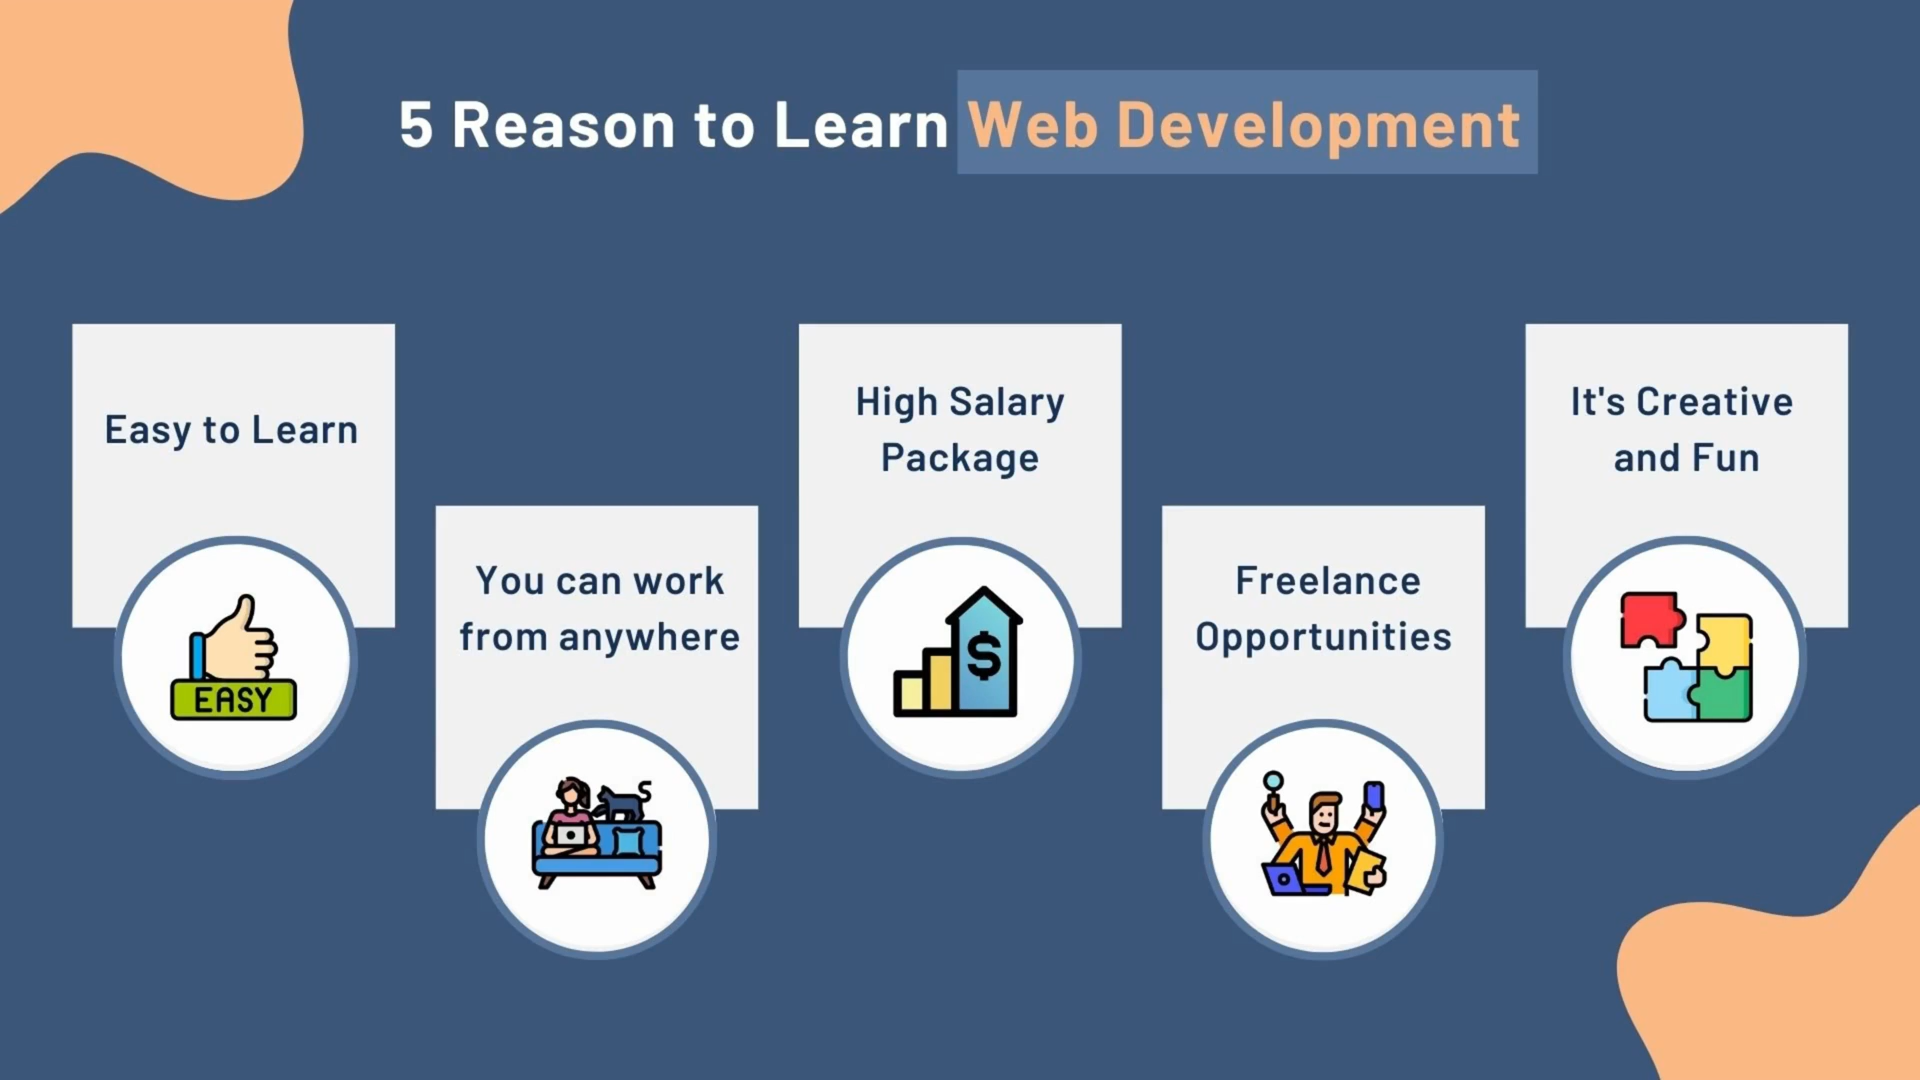 5 Reason to Learn Web Development
Easy to Learn
EASY
You can work
from anywhere
High Salary
Package
$
Freelance
Opportunities
It's Creative
and Fun